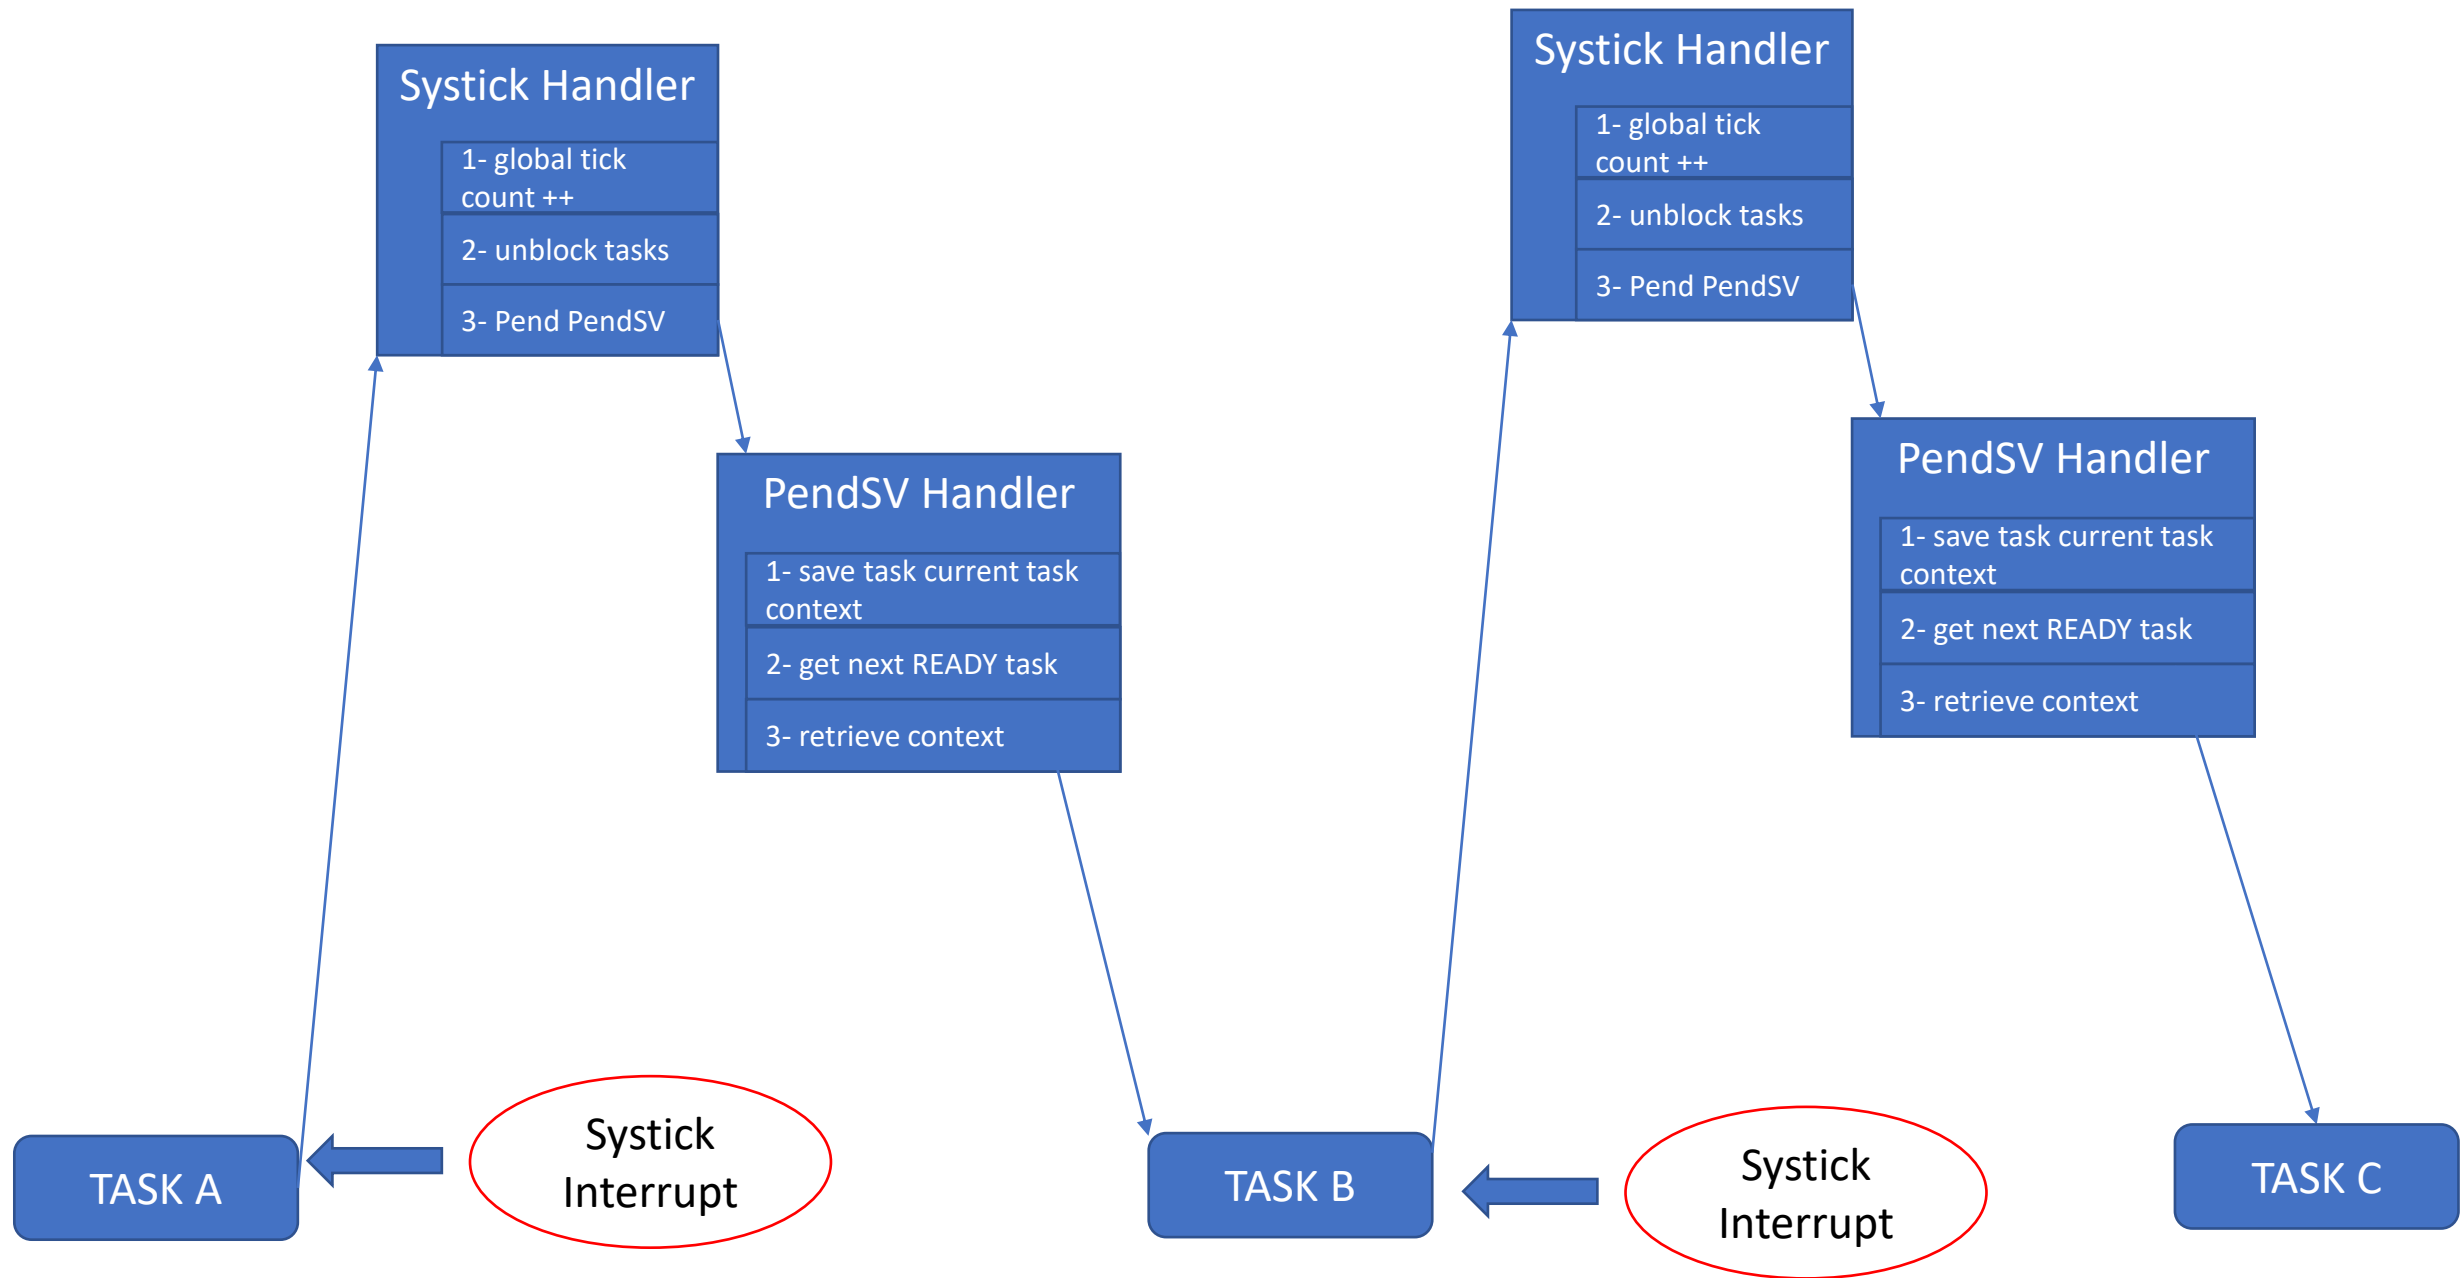 Systick Handler
1- global tick
count ++
2- unblock tasks
3- Pend PendSV
PendSV Handler
1- save task current task
context
2- get next READY task
3- retrieve context
Systick Handler
1- global tick
count ++
2- unblock tasks
3- Pend PendSV
PendSV Handler
1- save task current task
context
2- get next READY task
3- retrieve context
TASK A
Systick
Interrupt
TASK B
Systick
Interrupt
TASK C